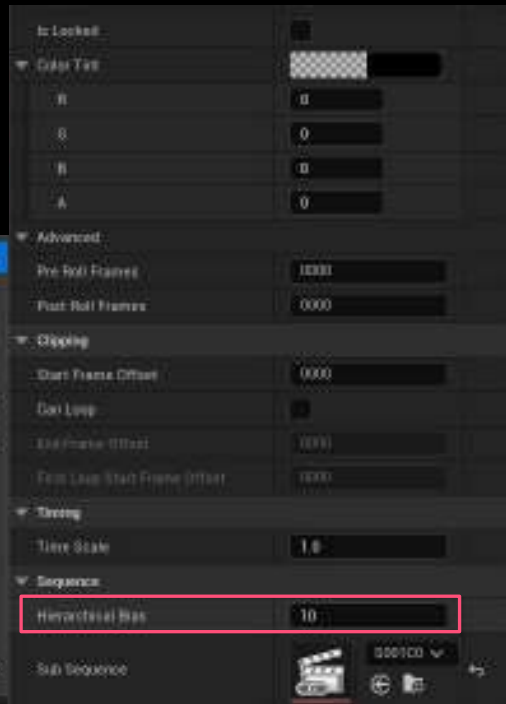 Is Locked
Color Tint
R 0
G 0
B 0
A 0
Advanced
Pre Roll Frames 0000
Post Roll Frames 0000
Clipping
Start Frame Offset 0000
Can Loop
End Frame Offset 0000
First Loop Start Frame Offset 0000
Timing
Time Scale 1.0
Sequence
Hierarchical Bias 10
Sub Sequence